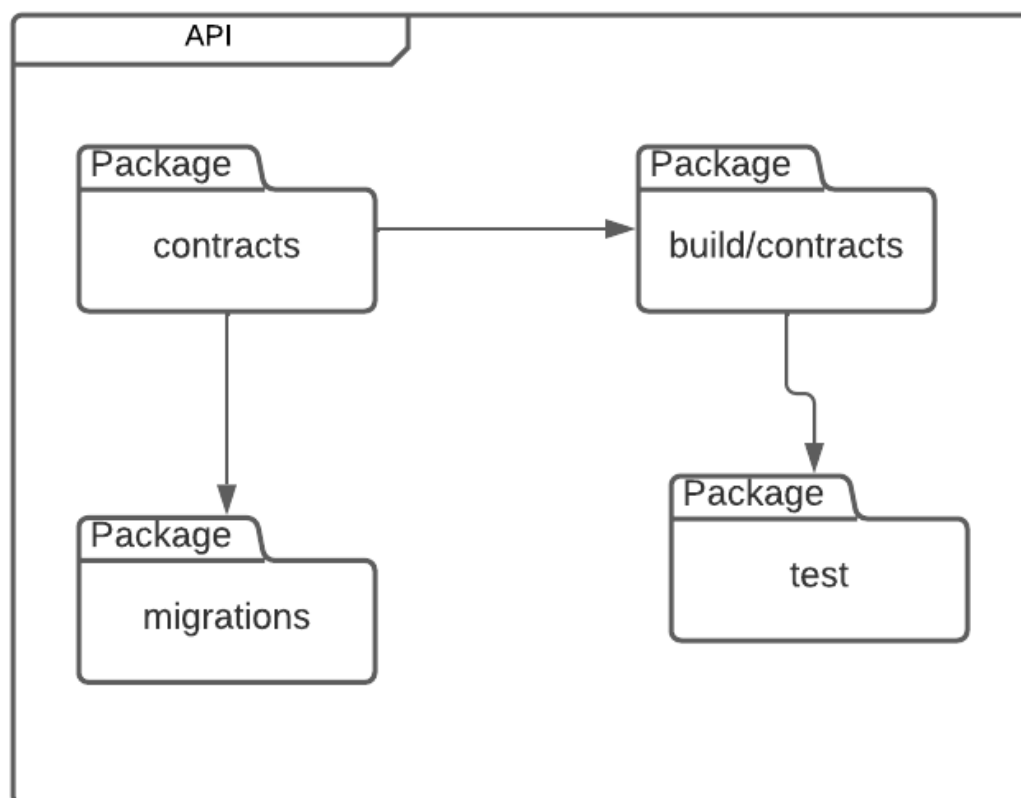 API
Package
contracts
Package
build/contracts
Package
migrations
Package
test